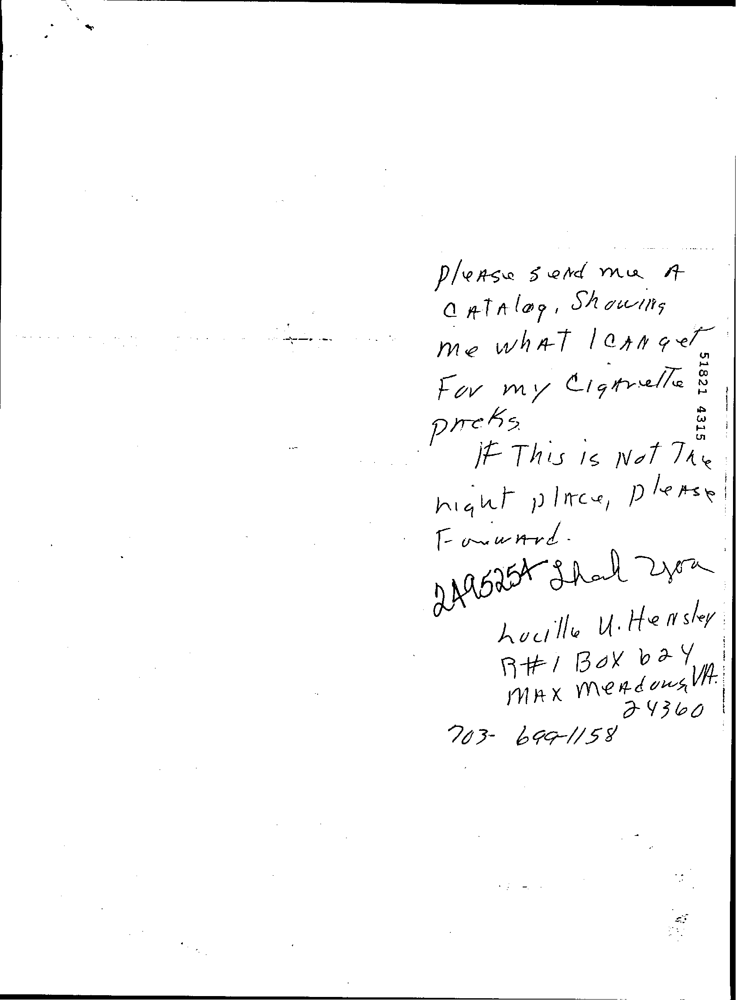 Please send me A
CATAlog, Showing
me whAT I CAN get
For my Cigarette
packs.
IF This is Not The
right place, please
Forward.
2495254 Thank You
Lucille U. Hensley
R#1 Box 624
MAX MeAdows, VA.
24360
703- 699-1158
51821 4315